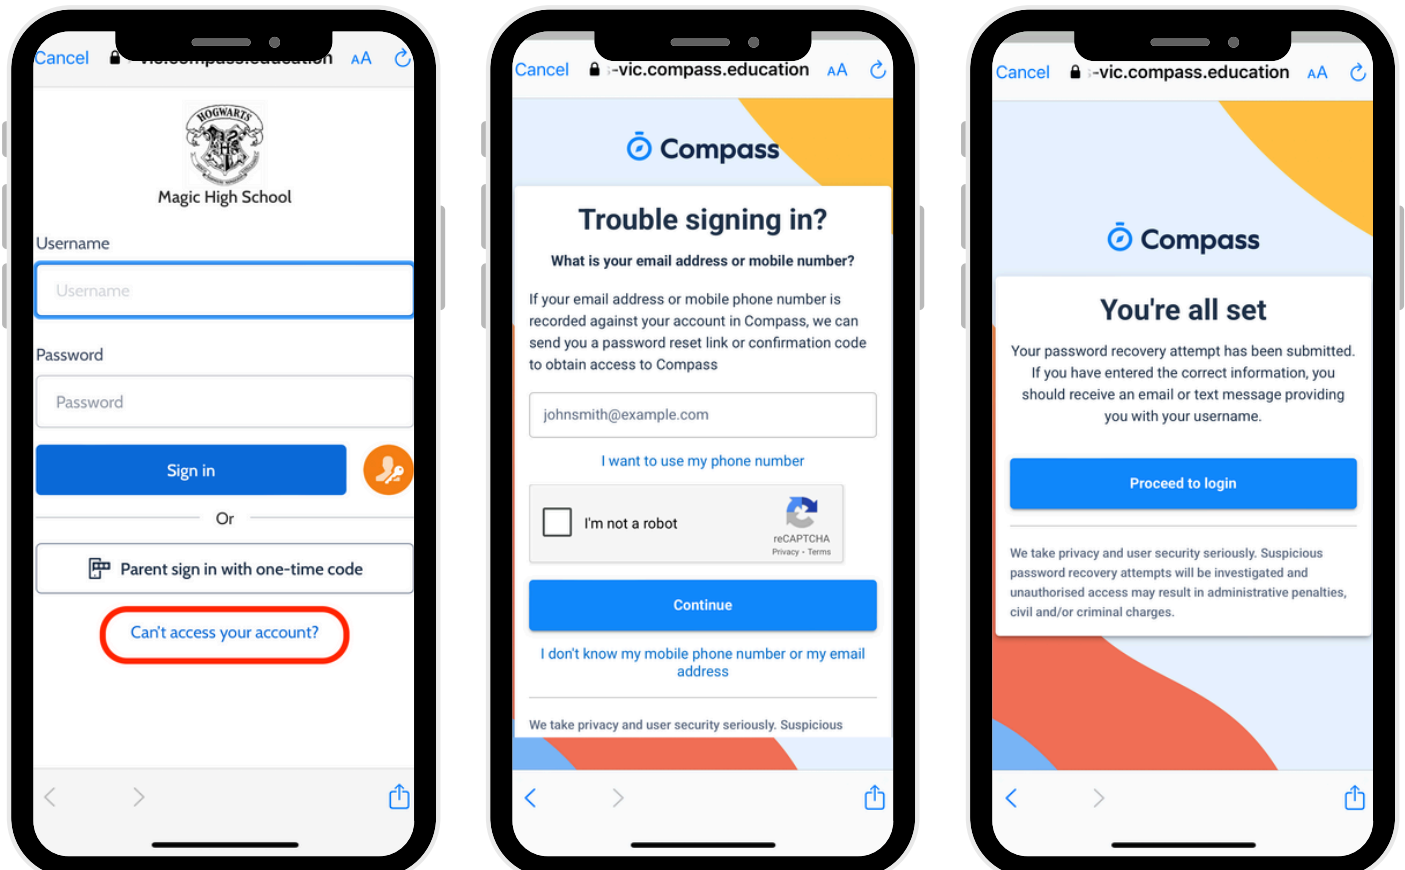 Cancel
vic.compass.education
AA
HOGWARTS
Magic High School
Username
Username
Password
Password
Sign in
Or
Parent sign in with one-time code
Can't access your account?
Cancel
-vic.compass.education
AA
Compass
Trouble signing in?
What is your email address or mobile number?
If your email address or mobile phone number is
recorded against your account in Compass, we can
send you a password reset link or confirmation code
to obtain access to Compass
johnsmith@example.com
I want to use my phone number
I'm not a robot
reCAPTCHA
Privacy - Terms
Continue
I don't know my mobile phone number or my email
address
We take privacy and user security seriously. Suspicious
Cancel
-vic.compass.education
AA
Compass
You're all set
Your password recovery attempt has been submitted.
If you have entered the correct information, you
should receive an email or text message providing
you with your username.
Proceed to login
We take privacy and user security seriously. Suspicious
password recovery attempts will be investigated and
unauthorised access may result in administrative penalties,
civil and/or criminal charges.